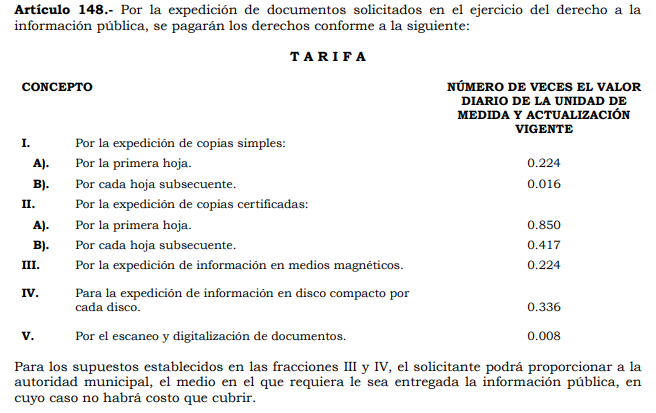 Artículo 148.- Por la expedición de documentos solicitados en el ejercicio del derecho a la
información pública, se pagarán los derechos conforme a la siguiente:
T A R I F A
CONCEPTO NÚMERO DE VECES EL VALOR
DIARIO DE LA UNIDAD DE
MEDIDA Y ACTUALIZACIÓN
VIGENTE
I. Por la expedición de copias simples:
A). Por la primera hoja. 0.224
B). Por cada hoja subsecuente. 0.016
II. Por la expedición de copias certificadas:
A). Por la primera hoja. 0.850
B). Por cada hoja subsecuente. 0.417
III. Por la expedición de información en medios magnéticos. 0.224
IV. Para la expedición de información en disco compacto por
cada disco. 0.336
V. Por el escaneo y digitalización de documentos. 0.008
Para los supuestos establecidos en las fracciones III y IV, el solicitante podrá proporcionar a la
autoridad municipal, el medio en el que requiera le sea entregada la información pública, en
cuyo caso no habrá costo que cubrir.